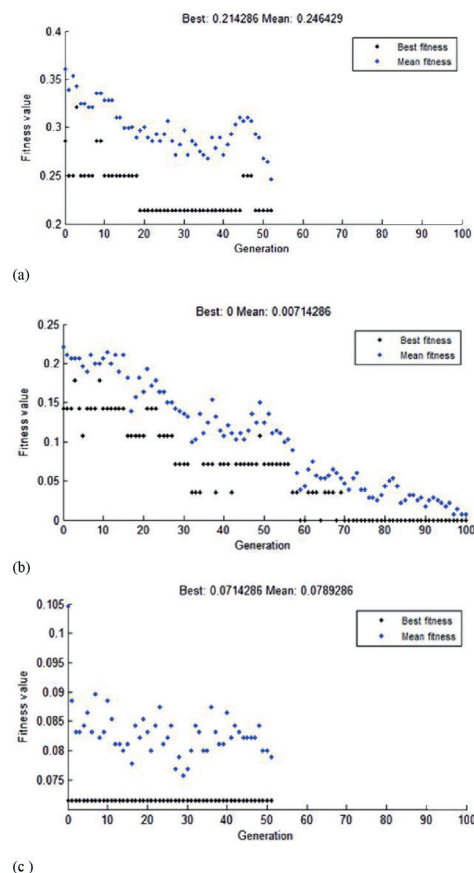 Best: 0.214286 Mean: 0.246429
0.4
0.35
0.3
0.25
0.2
Fitness value
Best fitness
Mean fitness
0 10 20 30 40 50 60 70 80 90 100
Generation
(a)
Best: 0 Mean: 0.00714286
0.25
0.2
0.15
0.1
0.05
0
Fitness value
Best fitness
Mean fitness
0 10 20 30 40 50 60 70 80 90 100
Generation
(b)
Best: 0.0714286 Mean: 0.0789286
0.105
0.1
0.095
0.09
0.085
0.08
0.075
Fitness value
Best fitness
Mean fitness
0 10 20 30 40 50 60 70 80 90 100
Generation
(c )